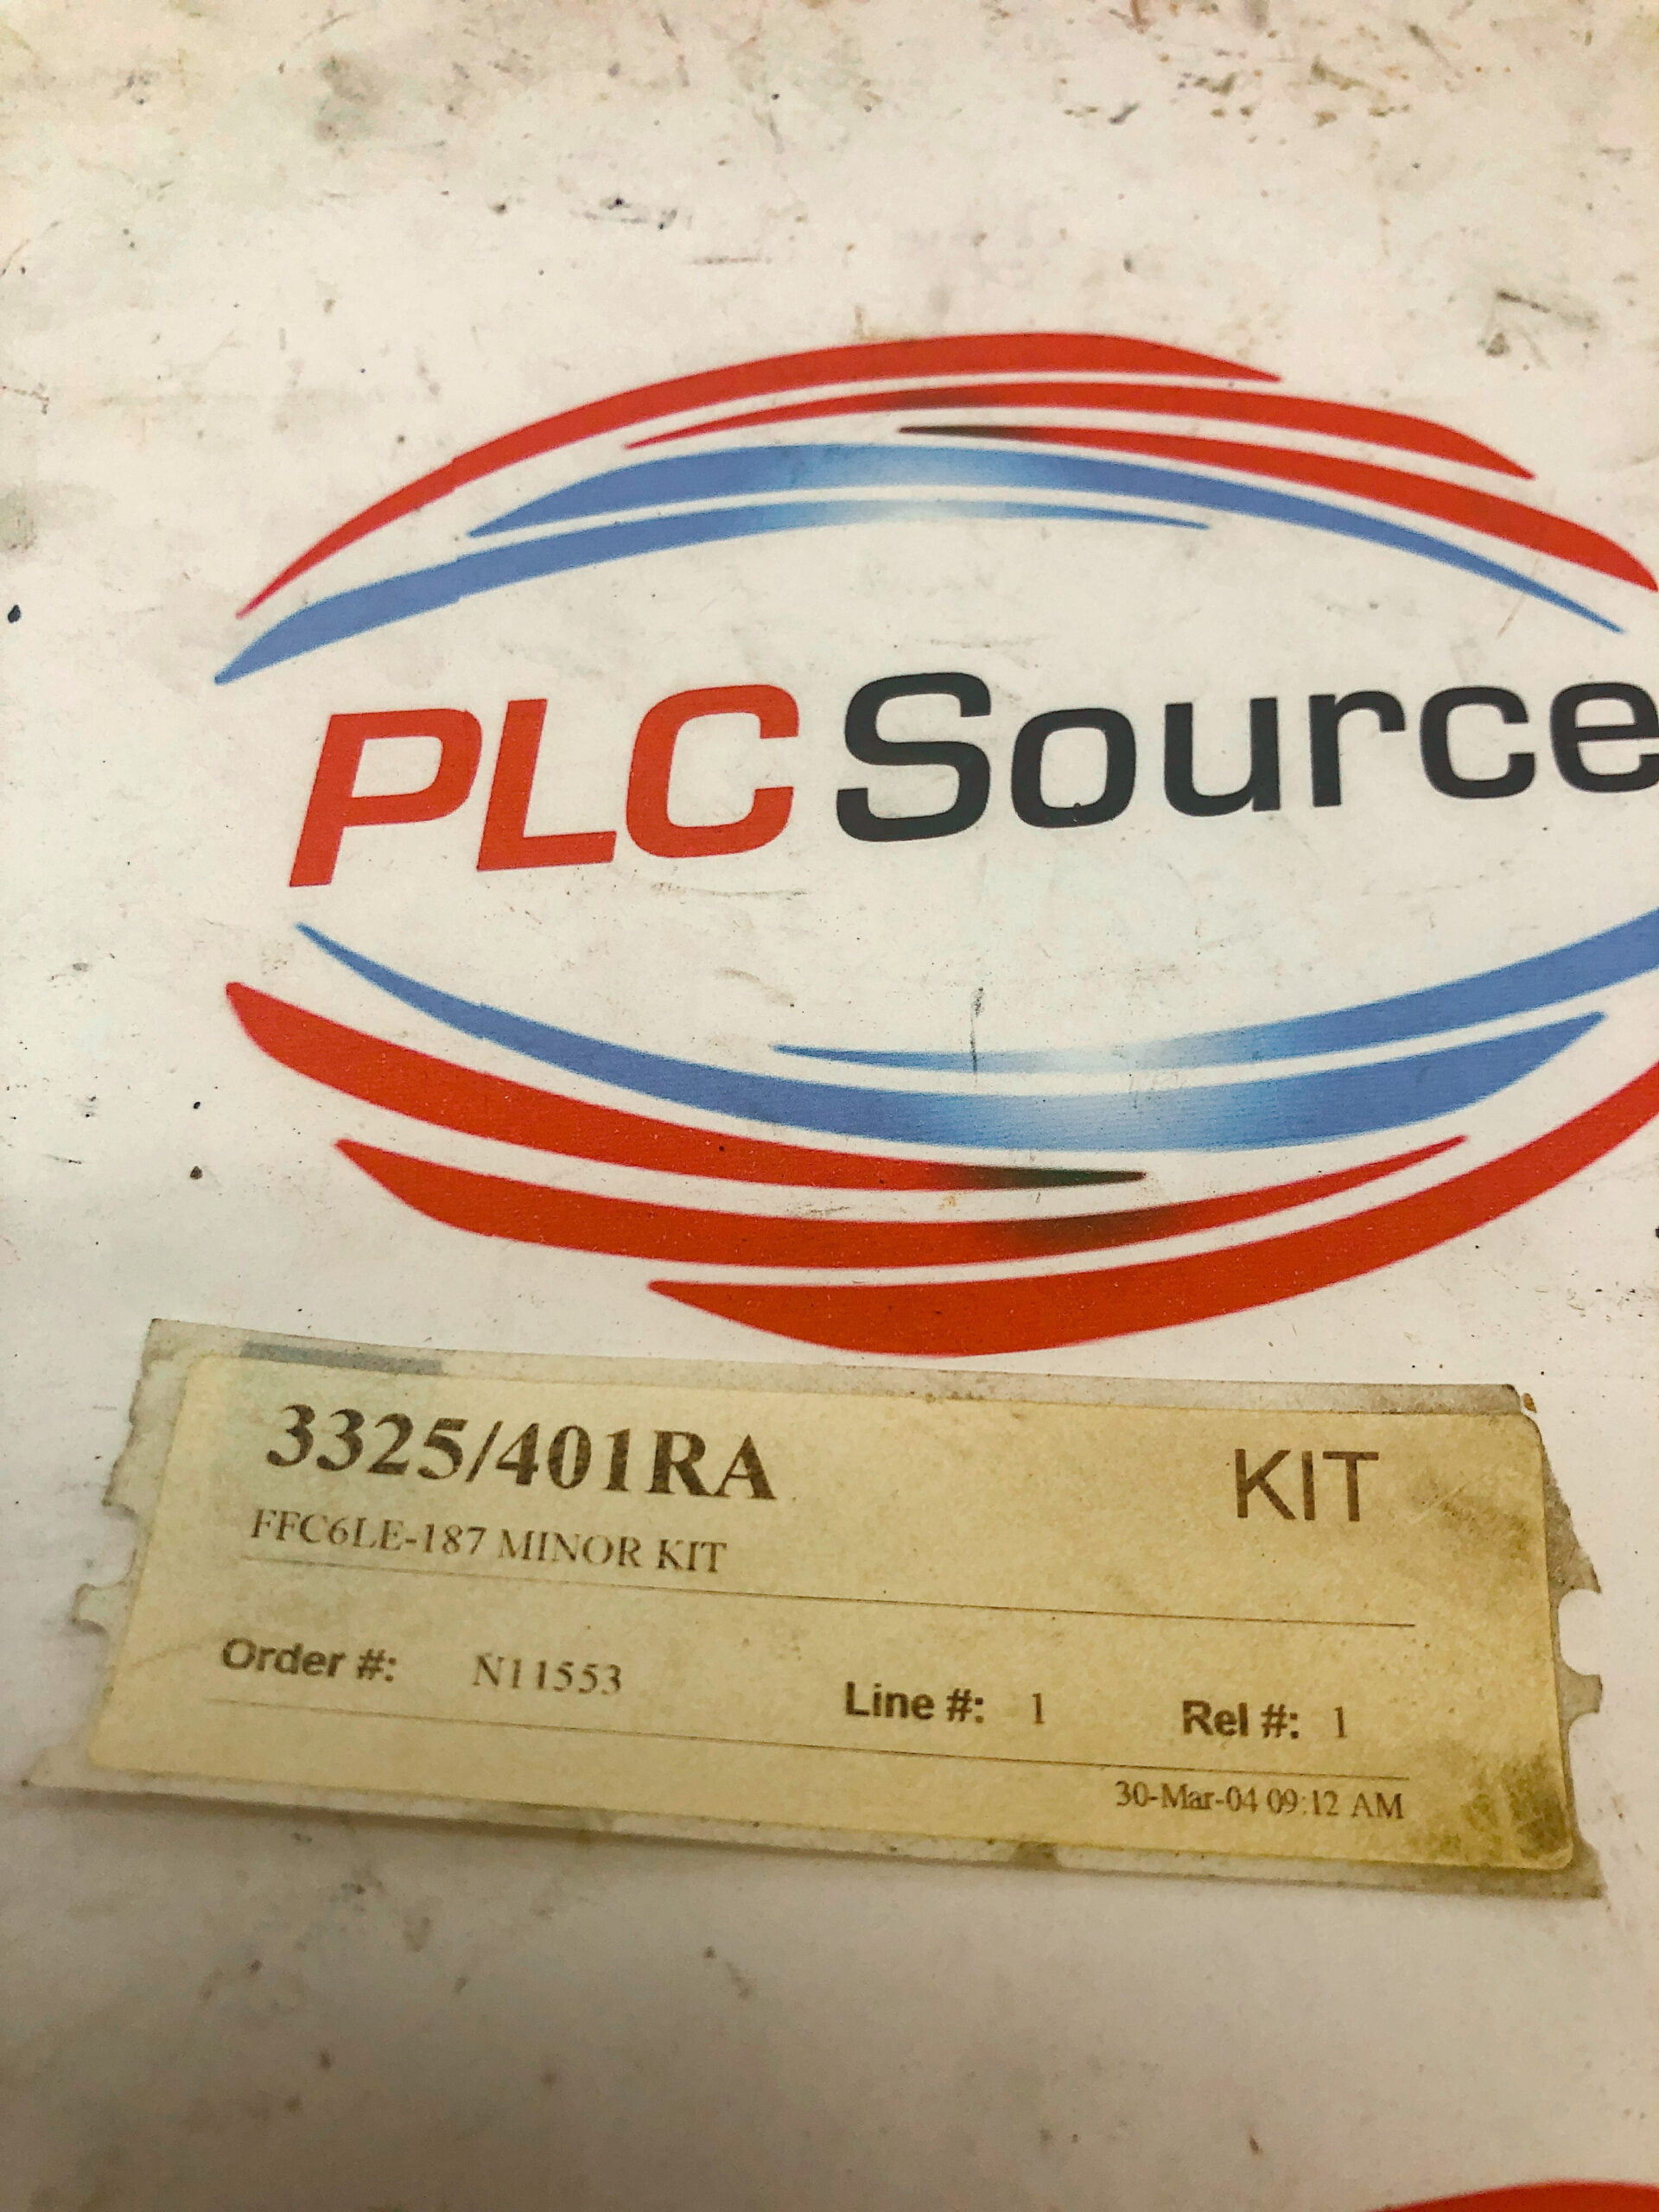 PLC Source
3325/401RA
KIT
FFC6LE-187 MINOR KIT
Order #: N11553 Line #: 1 Rel #: 1
30-Mar-04 09:12 AM